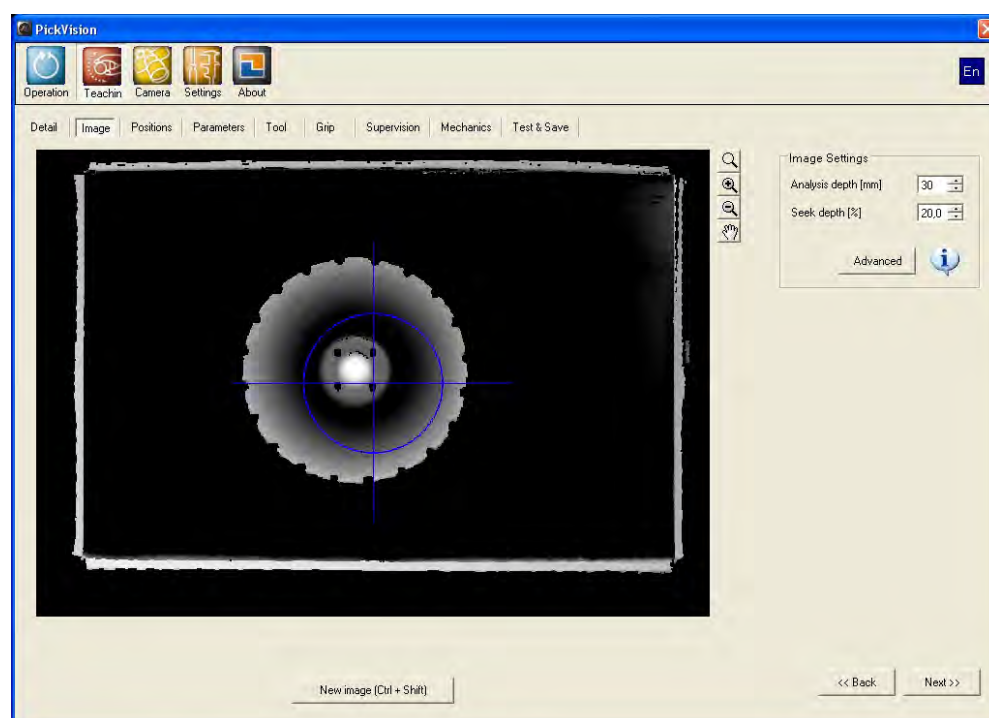 PickVision
Operation Teachin Camera Settings About
En
Detail Image Positions Parameters Tool Grip Supervision Mechanics Test & Save
Image Settings
Analysis depth [mm] 30
Seek depth [%] 20,0
Advanced
New image (Ctrl + Shift)
<< Back Next >>